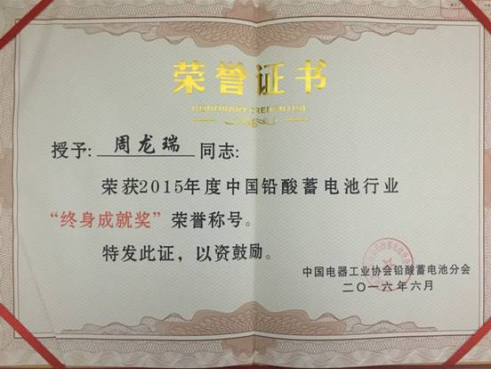 荣誉证书
HONORARY CREDENTIAL
授予:周龙瑞同志:
荣获2015年度中国铅酸蓄电池行业
“终身成就奖”荣誉称号。
特发此证，以资鼓励。
中国电器工业协会铅酸蓄电池分会
二〇一六年六月